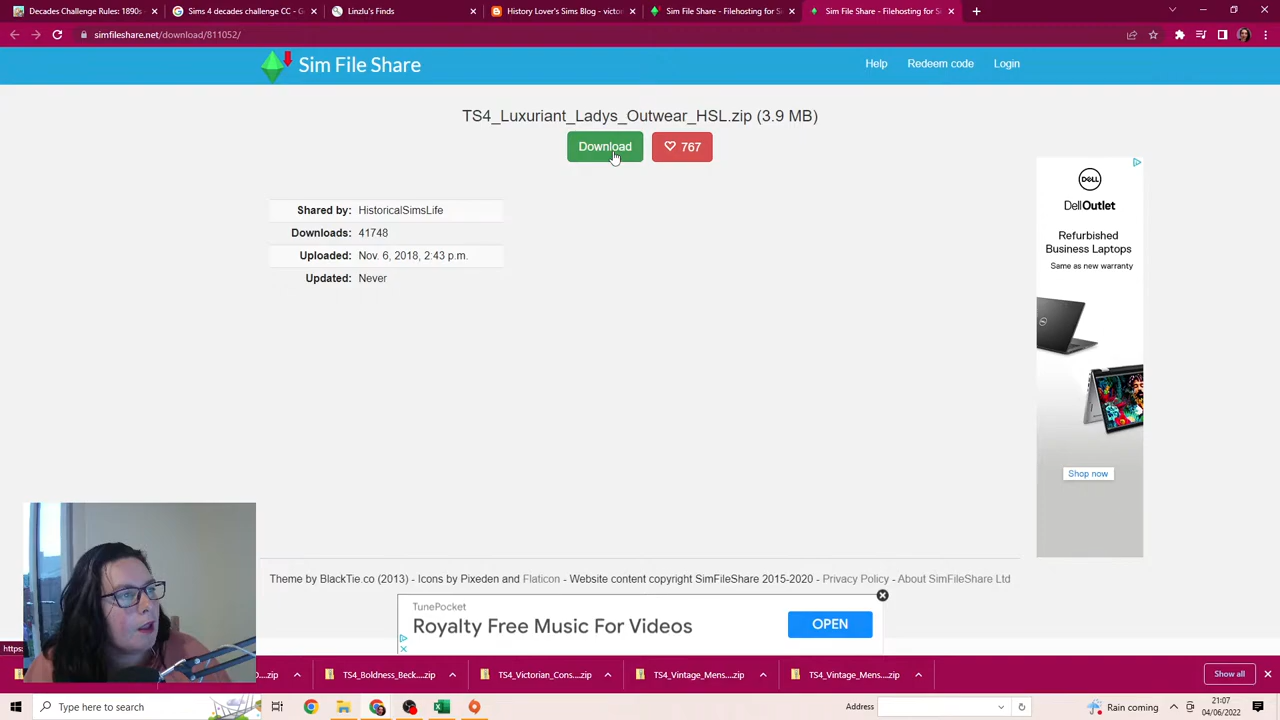 Decades Challenge Rules: 1890s
Sims 4 decades challenge CC - G
Linzlu's Finds
History Lover's Sims Blog - victor
Sim File Share - Filehosting for S
Sim File Share - Filehosting for S
simfileshare.net/download/811052/
Sim File Share
Help
Redeem code
Login
TS4_Luxuriant_Ladys_Outwear_HSL.zip (3.9 MB)
Download
767
Shared by: HistoricalSimsLife
Downloads: 41748
Uploaded: Nov. 6, 2018, 2:43 p.m.
Updated: Never
DELL
DellOutlet
Refurbished
Business Laptops
Same as new warranty
Shop now
Theme by BlackTie.co (2013) - Icons by Pixeden and Flaticon - Website content copyright SimFileShare 2015-2020 - Privacy Policy - About SimFileShare Ltd
TunePocket
Royalty Free Music For Videos
OPEN
https:
....zip
TS4_Boldness_Beck....zip
TS4_Victorian_Cons....zip
TS4_Vintage_Mens....zip
TS4_Vintage_Mens....zip
Show all
Type here to search
Address
Rain coming
21:07
04/06/2022